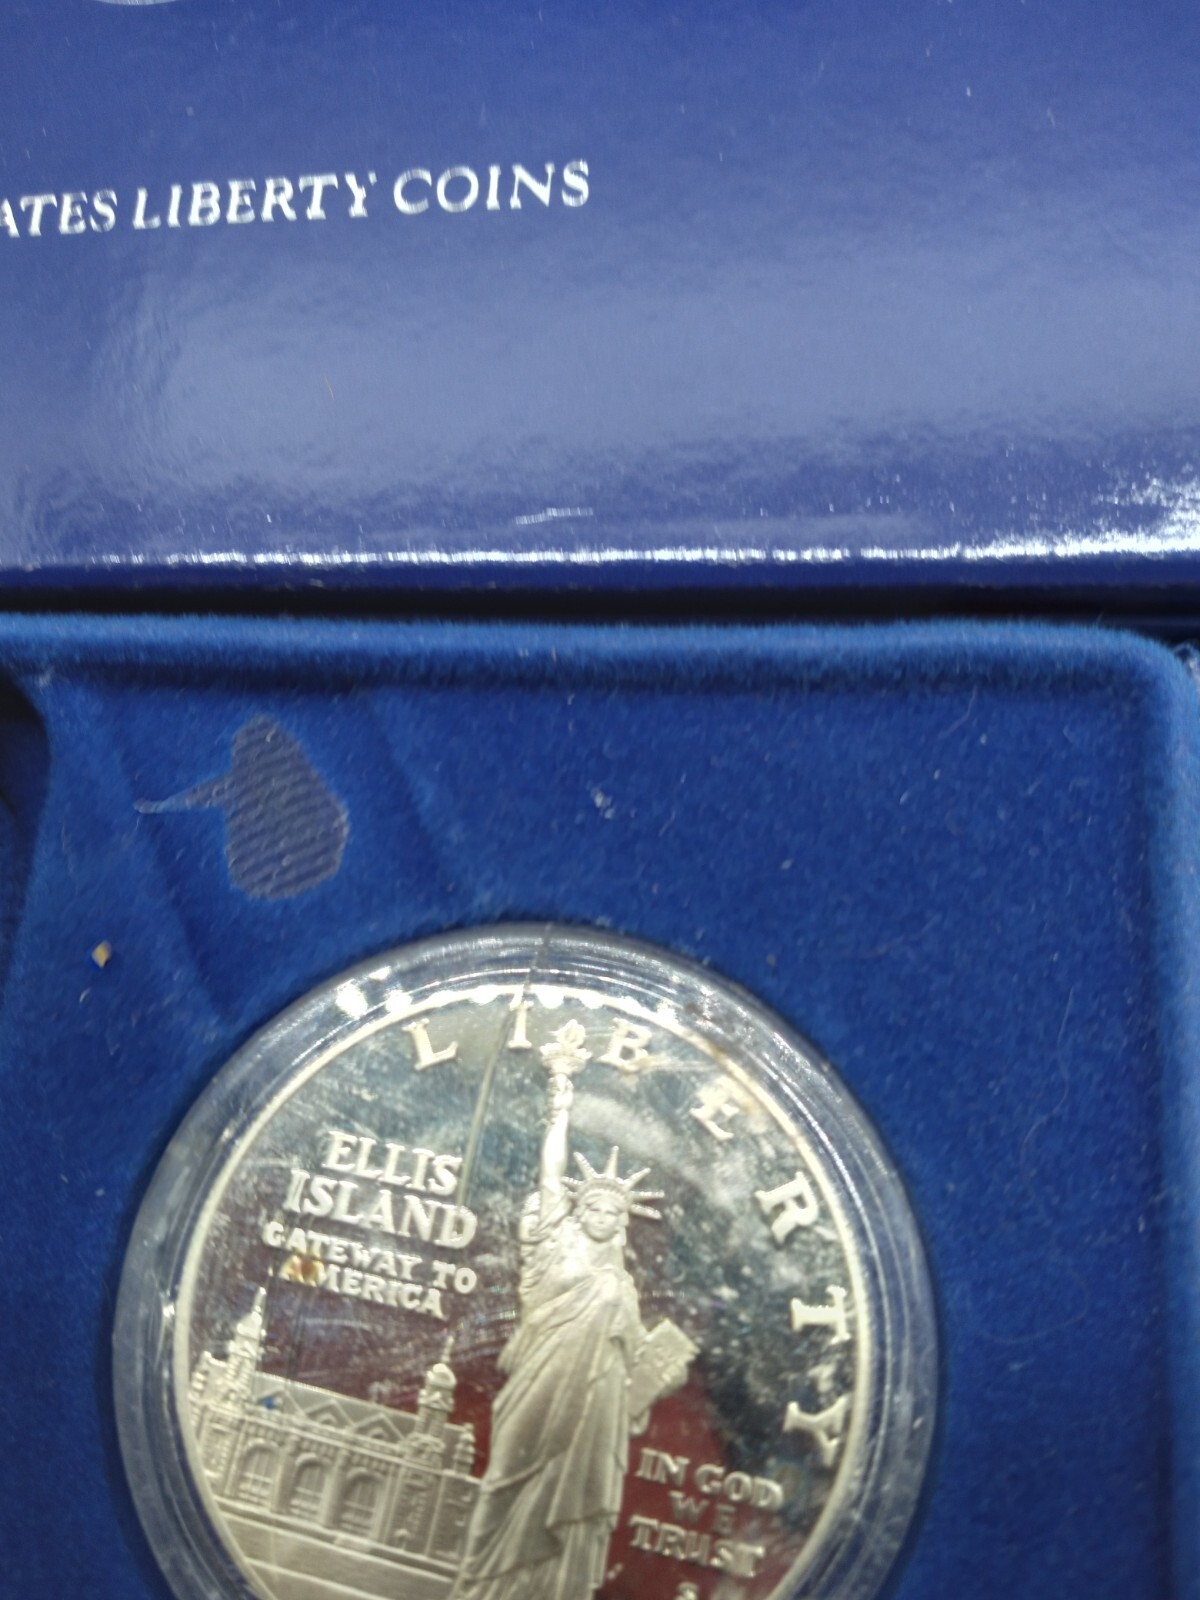 ATES LIBERTY COINS
LIBERTY
ELLIS
ISLAND
GATEWAY TO
AMERICA
IN GOD
WE
TRUST
S